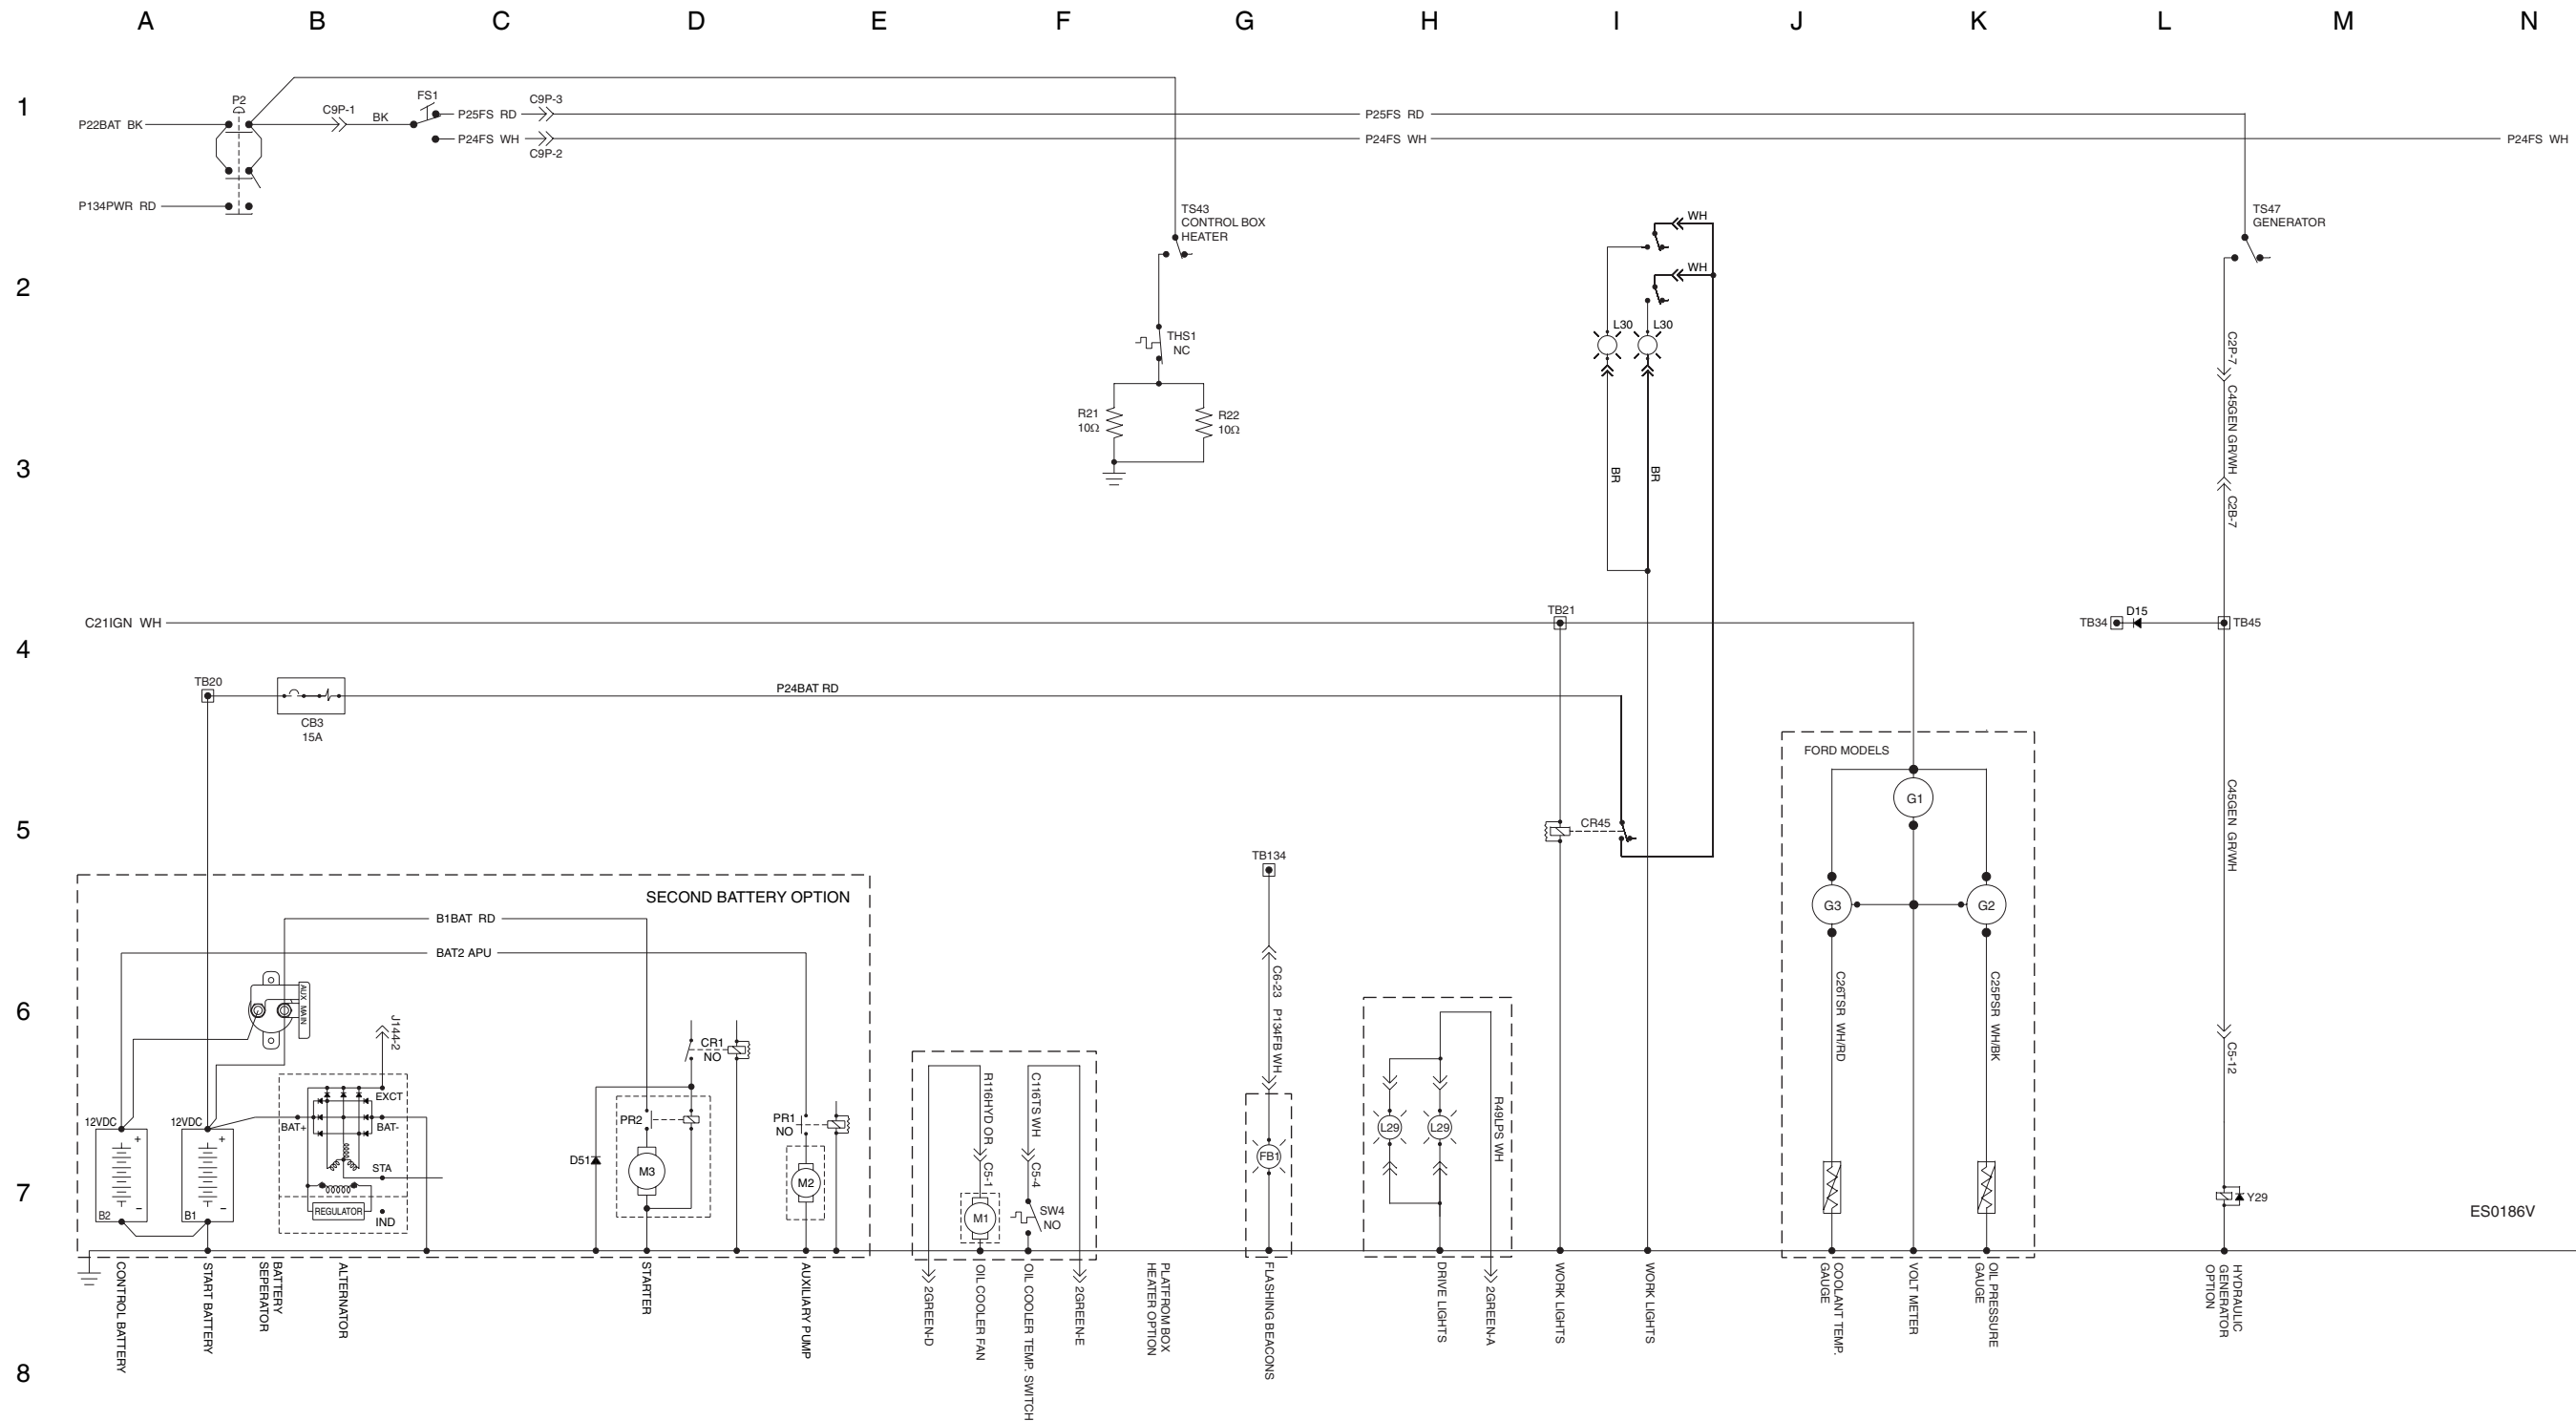 A B C D E F G H I J K L M N
1
2
3
4
5
6
7
8
P2
P22BAT BK
P134PWR RD
C9P-1
BK
FS1
P25FS RD
C9P-3
P24FS WH
C9P-2
P25FS RD
P24FS WH
P24FS WH
TS43
CONTROL BOX
HEATER
THS1
NC
R21
10Ω
R22
10Ω
WH
WH
L30
L30
BR
BR
TS47
GENERATOR
C2P-7
C45GEN GR/WH
C2B-7
C21IGN WH
TB21
TB34
D15
TB45
TB20
CB3
15A
P24BAT RD
CR45
FORD MODELS
G1
G3
G2
C26TSR WH/RD
C25PSR WH/BK
C45GEN GR/WH
C5-12
Y29
TB134
C6-23 P134FB WH
FB1
SECOND BATTERY OPTION
B1BAT RD
BAT2 APU
AUX MAIN
J144-2
EXCT
BAT+
BAT-
STA
REGULATOR
IND
12VDC
+
-
B2
12VDC
+
-
B1
CR1
NO
PR2
D51
M3
PR1
NO
M2
R116HYD OR
C5-1
M1
C116TS WH
C5-4
SW4
NO
L29
L29
R49LPS WH
ES0186V
CONTROL BATTERY
START BATTERY
BATTERY
SEPERATOR
ALTERNATOR
STARTER
AUXILIARY PUMP
2GREEN-D
OIL COOLER FAN
OIL COOLER TEMP. SWITCH
2GREEN-E
PLATFROM BOX
HEATER OPTION
FLASHING BEACONS
DRIVE LIGHTS
2GREEN-A
WORK LIGHTS
WORK LIGHTS
COOLANT TEMP.
GAUGE
VOLT METER
OIL PRESSURE
GAUGE
HYDRAULIC
GENERATOR
OPTION